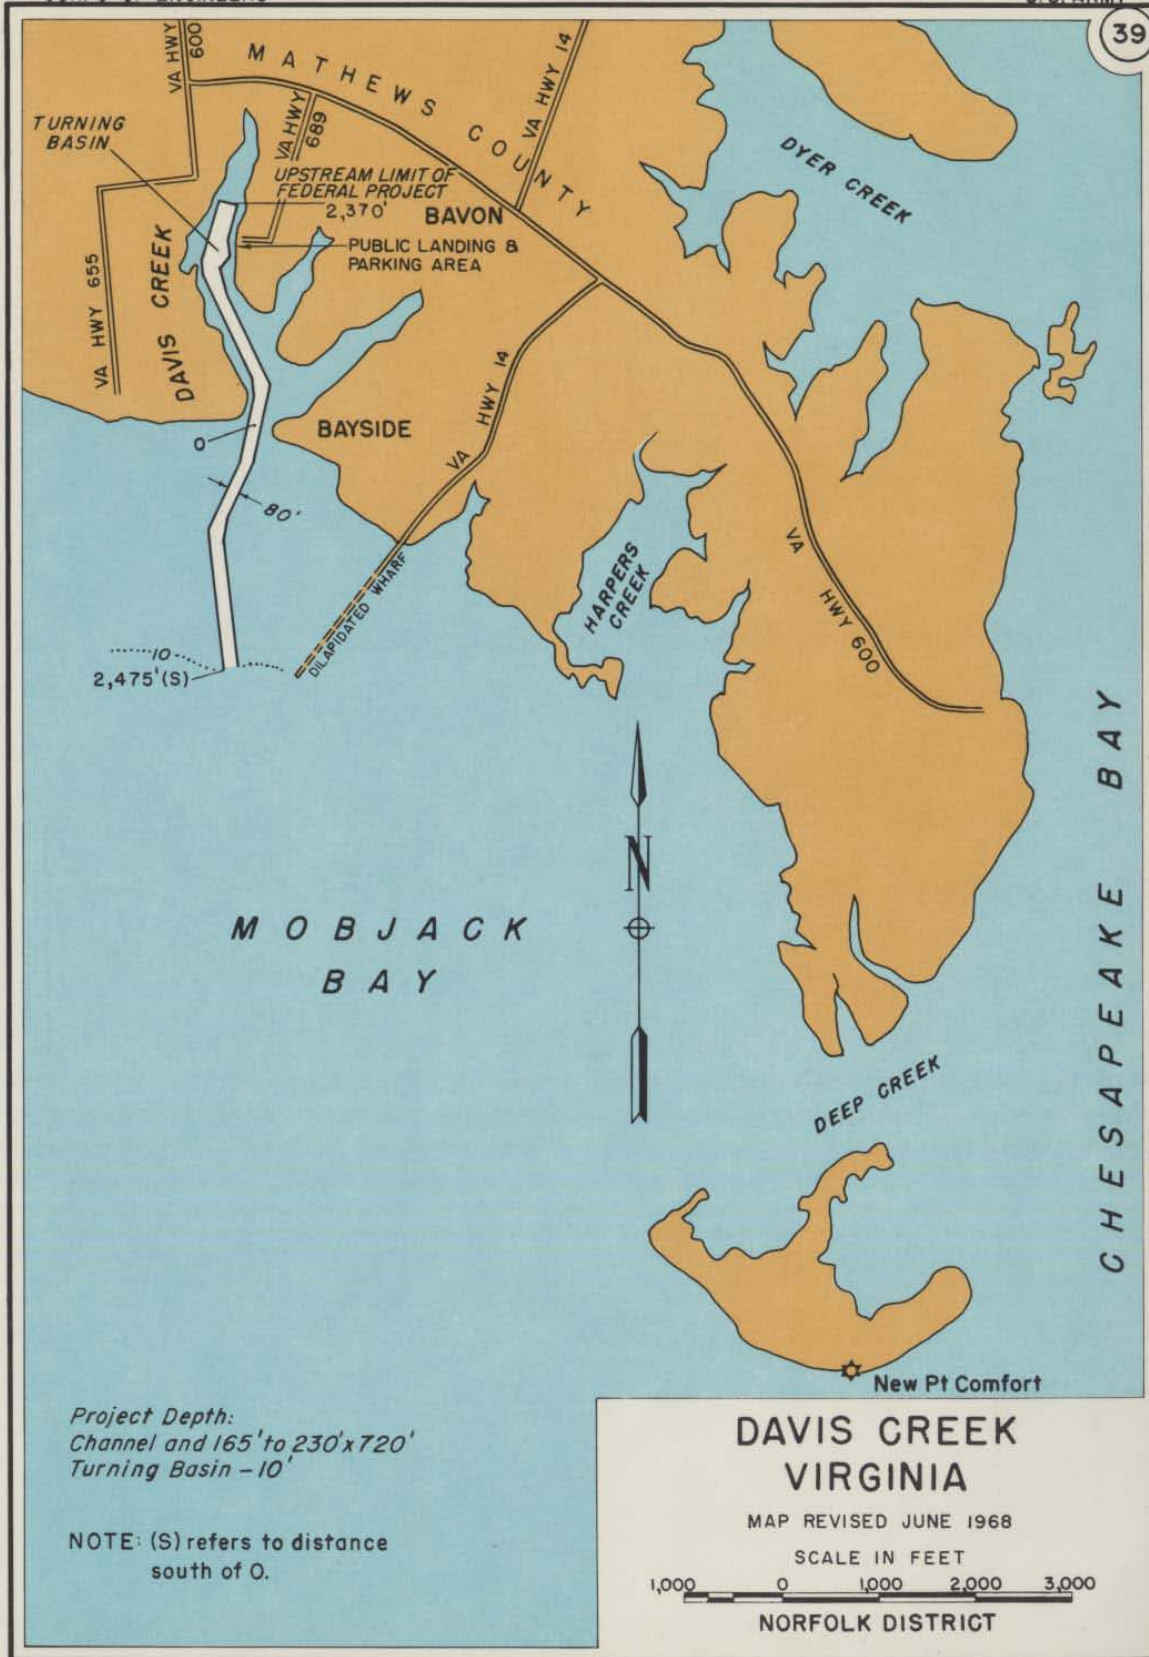 39
VA HWY
600
MATHEWS COUNTY
VA HWY 14
TURNING
BASIN
VA HWY
689
UPSTREAM LIMIT OF
FEDERAL PROJECT
2,370'
BAVON
PUBLIC LANDING &
PARKING AREA
DYER CREEK
VA HWY 655
DAVIS CREEK
BAYSIDE
VA HWY 14
0
80'
DILAPIDATED WHARF
HARPERS
CREEK
VA HWY 600
10
2,475'(S)
N
MOBJACK
BAY
CHESAPEAKE BAY
DEEP CREEK
New Pt Comfort
Project Depth:
Channel and 165' to 230'x 720'
Turning Basin – 10'
NOTE: (S) refers to distance
south of O.
DAVIS CREEK
VIRGINIA
MAP REVISED JUNE 1968
SCALE IN FEET
1,000 0 1,000 2,000 3,000
NORFOLK DISTRICT